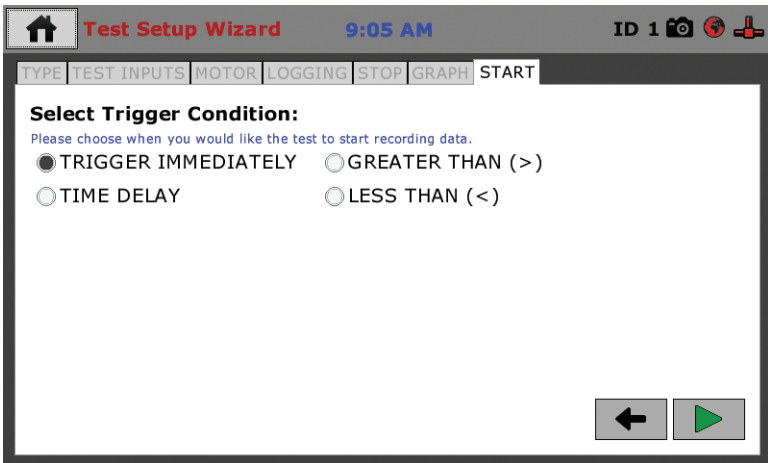 Test Setup Wizard 9:05 AM ID 1
TYPE TEST INPUTS MOTOR LOGGING STOP GRAPH START
Select Trigger Condition:
Please choose when you would like the test to start recording data.
TRIGGER IMMEDIATELY GREATER THAN (>)
TIME DELAY LESS THAN (<)